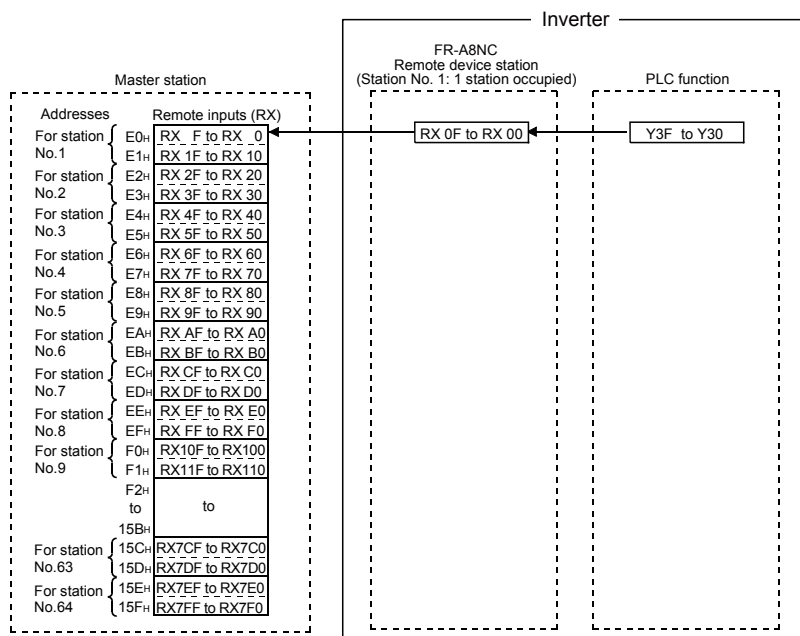 Inverter
FR-A8NC
Remote device station
(Station No. 1: 1 station occupied)
Master station
PLC function
Addresses
Remote inputs (RX)
For station No.1
E0H RX F to RX 0
E1H RX 1F to RX 10
RX 0F to RX 00
Y3F to Y30
For station No.2
E2H RX 2F to RX 20
E3H RX 3F to RX 30
For station No.3
E4H RX 4F to RX 40
E5H RX 5F to RX 50
For station No.4
E6H RX 6F to RX 60
E7H RX 7F to RX 70
For station No.5
E8H RX 8F to RX 80
E9H RX 9F to RX 90
For station No.6
EAH RX AF to RX A0
EBH RX BF to RX B0
For station No.7
ECH RX CF to RX C0
EDH RX DF to RX D0
For station No.8
EEH RX EF to RX E0
EFH RX FF to RX F0
For station No.9
F0H RX10F to RX100
F1H RX11F to RX110
F2H
to to
15BH
For station No.63
15CH RX7CF to RX7C0
15DH RX7DF to RX7D0
For station No.64
15EH RX7EF to RX7E0
15FH RX7FF to RX7F0